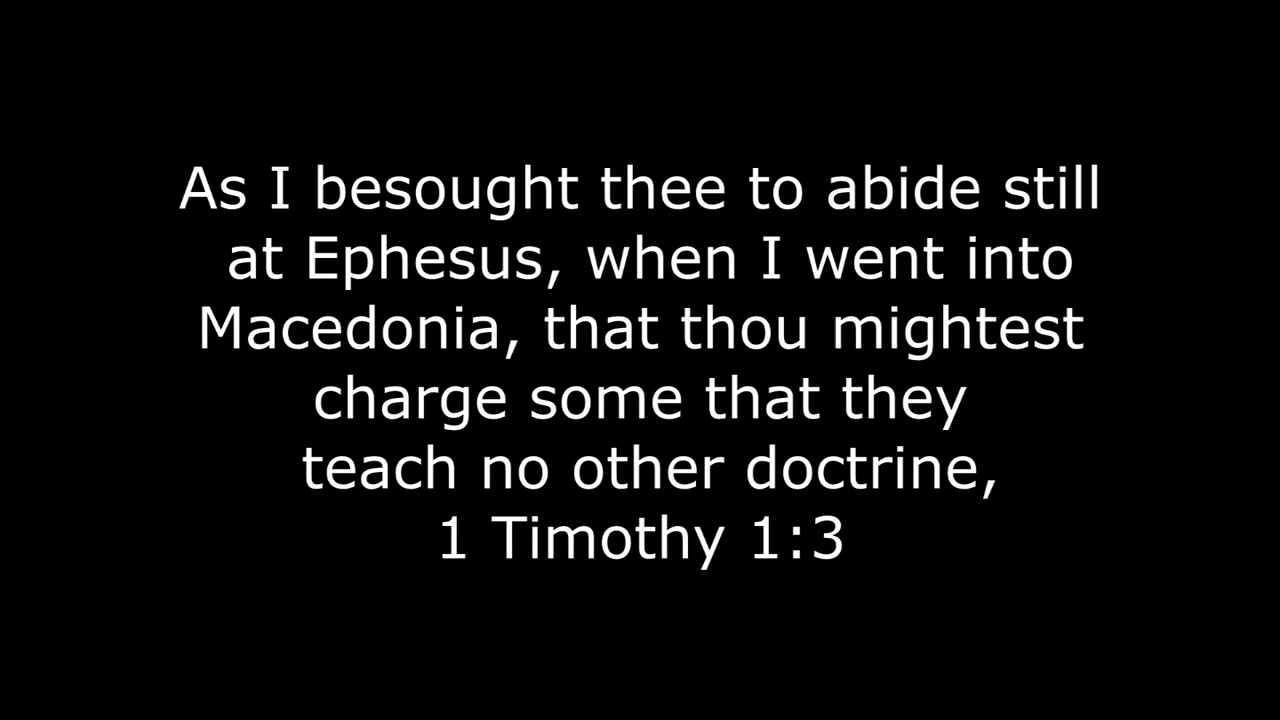 As I besought thee to abide still
at Ephesus, when I went into
Macedonia, that thou mightest
charge some that they
teach no other doctrine,
1 Timothy 1:3